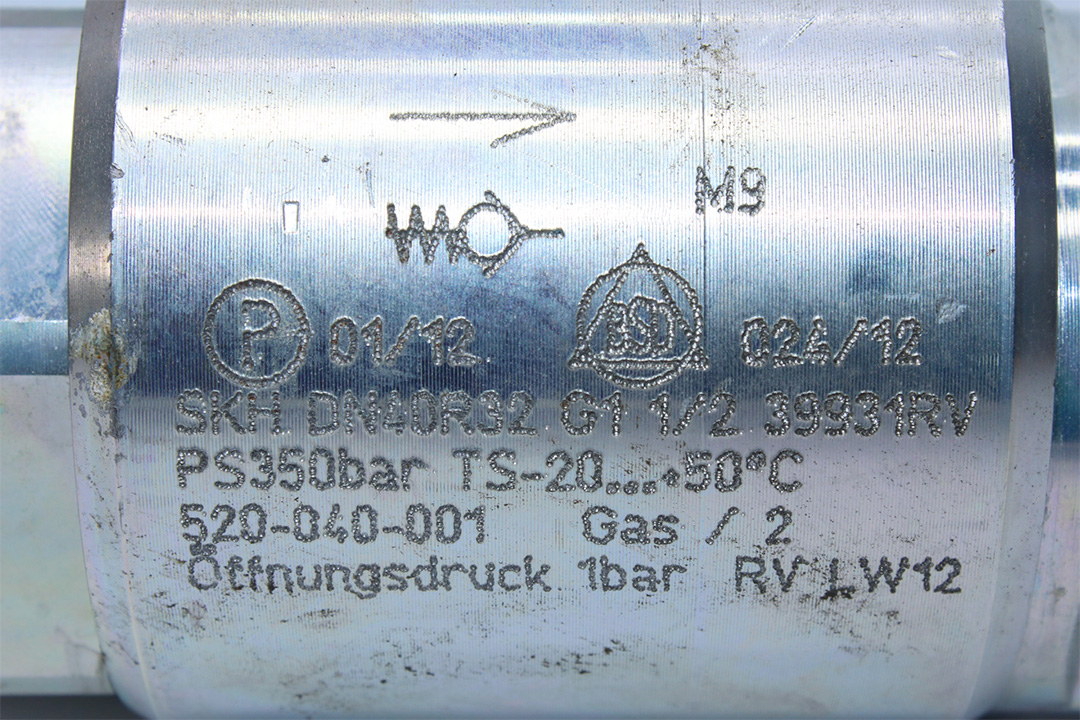 M9
P 01/12 BSD 024/12
SKH DN40R32 G1 1/2 39931RV
PS350bar TS-20...+50°C
520-040-001 Gas / 2
Öffnungsdruck 1bar RV LW12